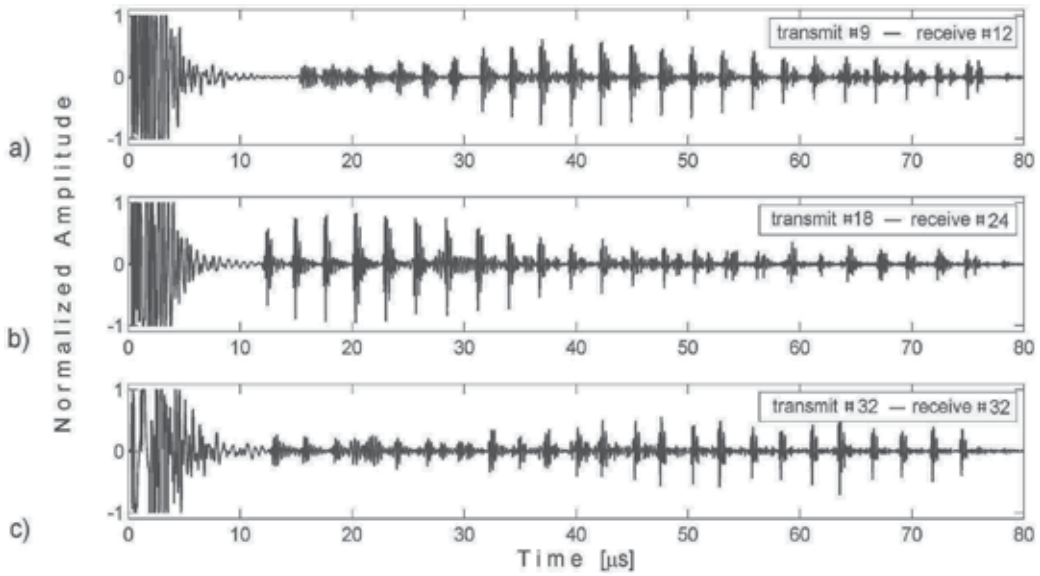 Normalized Amplitude
a)
1
0
-1
transmit #9 — receive #12
0 10 20 30 40 50 60 70 80
b)
1
0
-1
transmit #18 — receive #24
0 10 20 30 40 50 60 70 80
c)
1
0
-1
transmit #32 — receive #32
0 10 20 30 40 50 60 70 80
Time [µs]